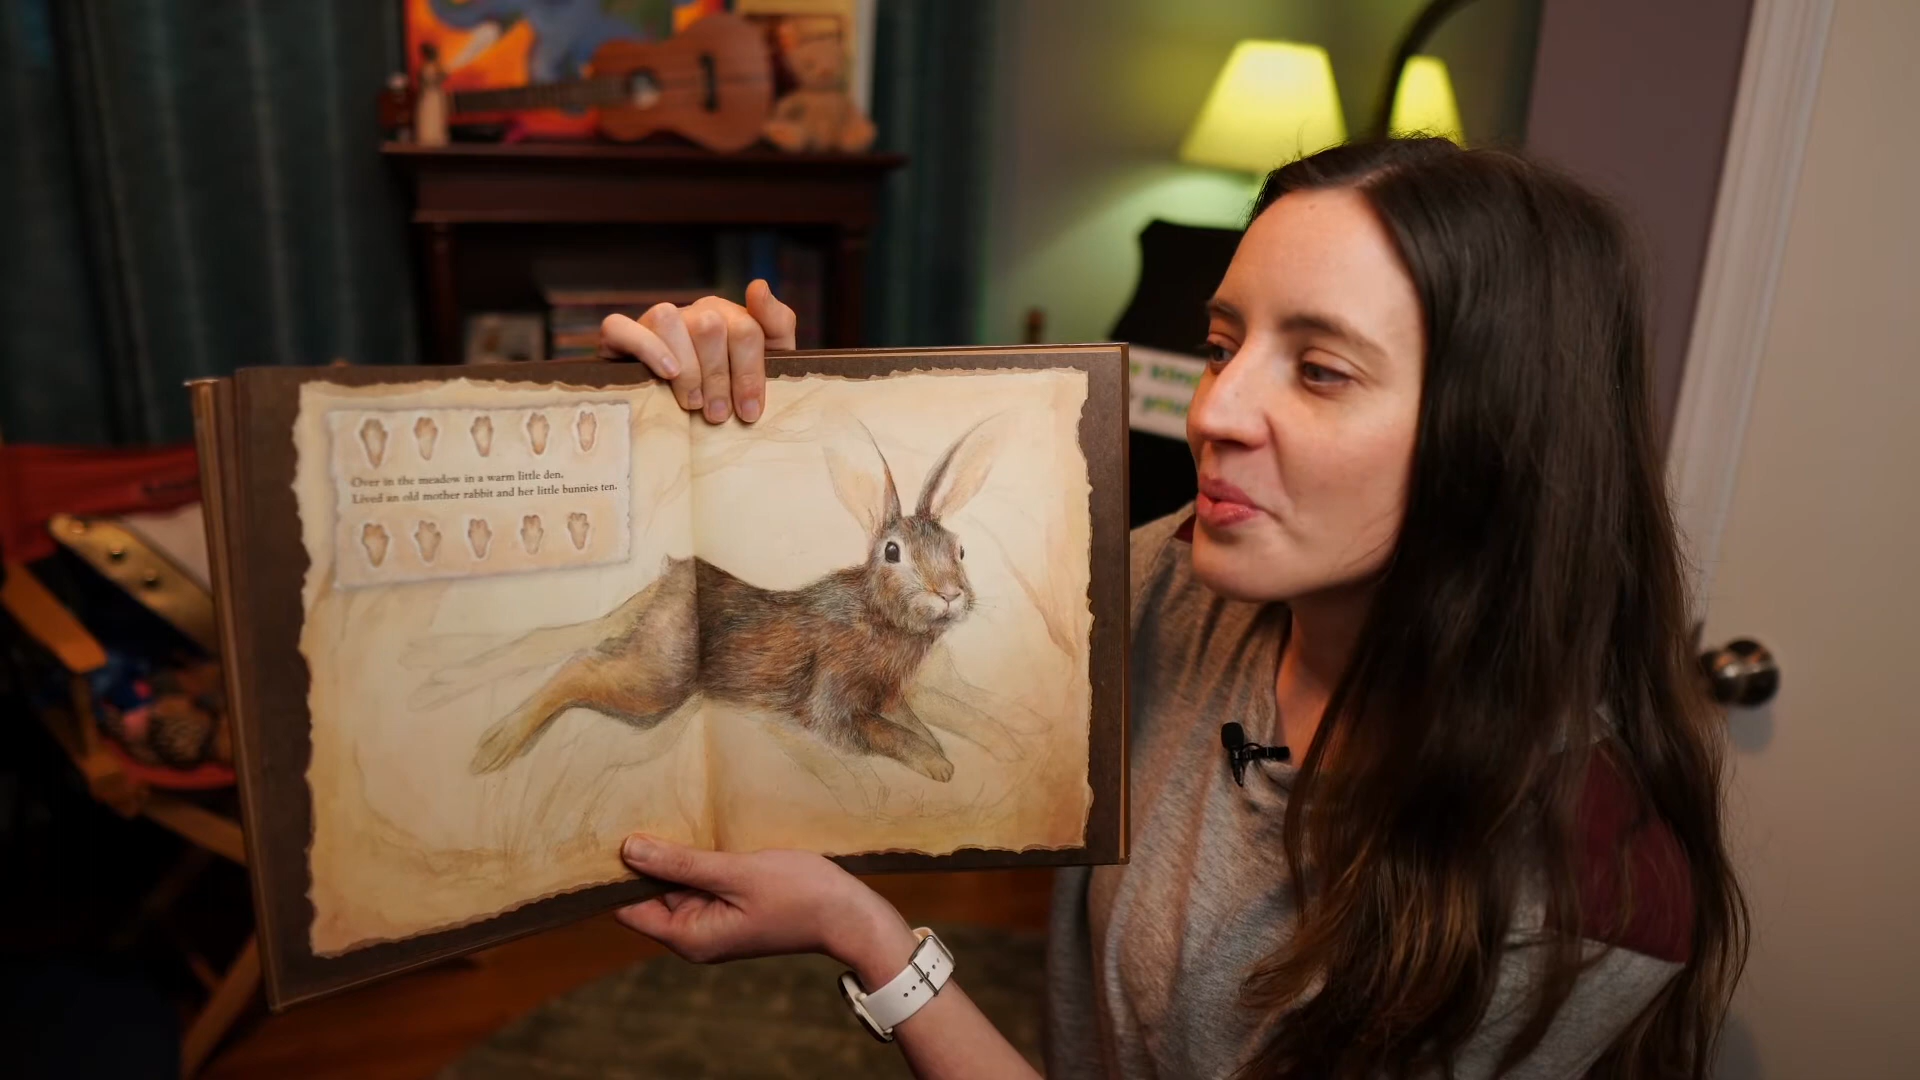 Over in the meadow in a warm little den,
Lived an old mother rabbit and her little bunnies ten.